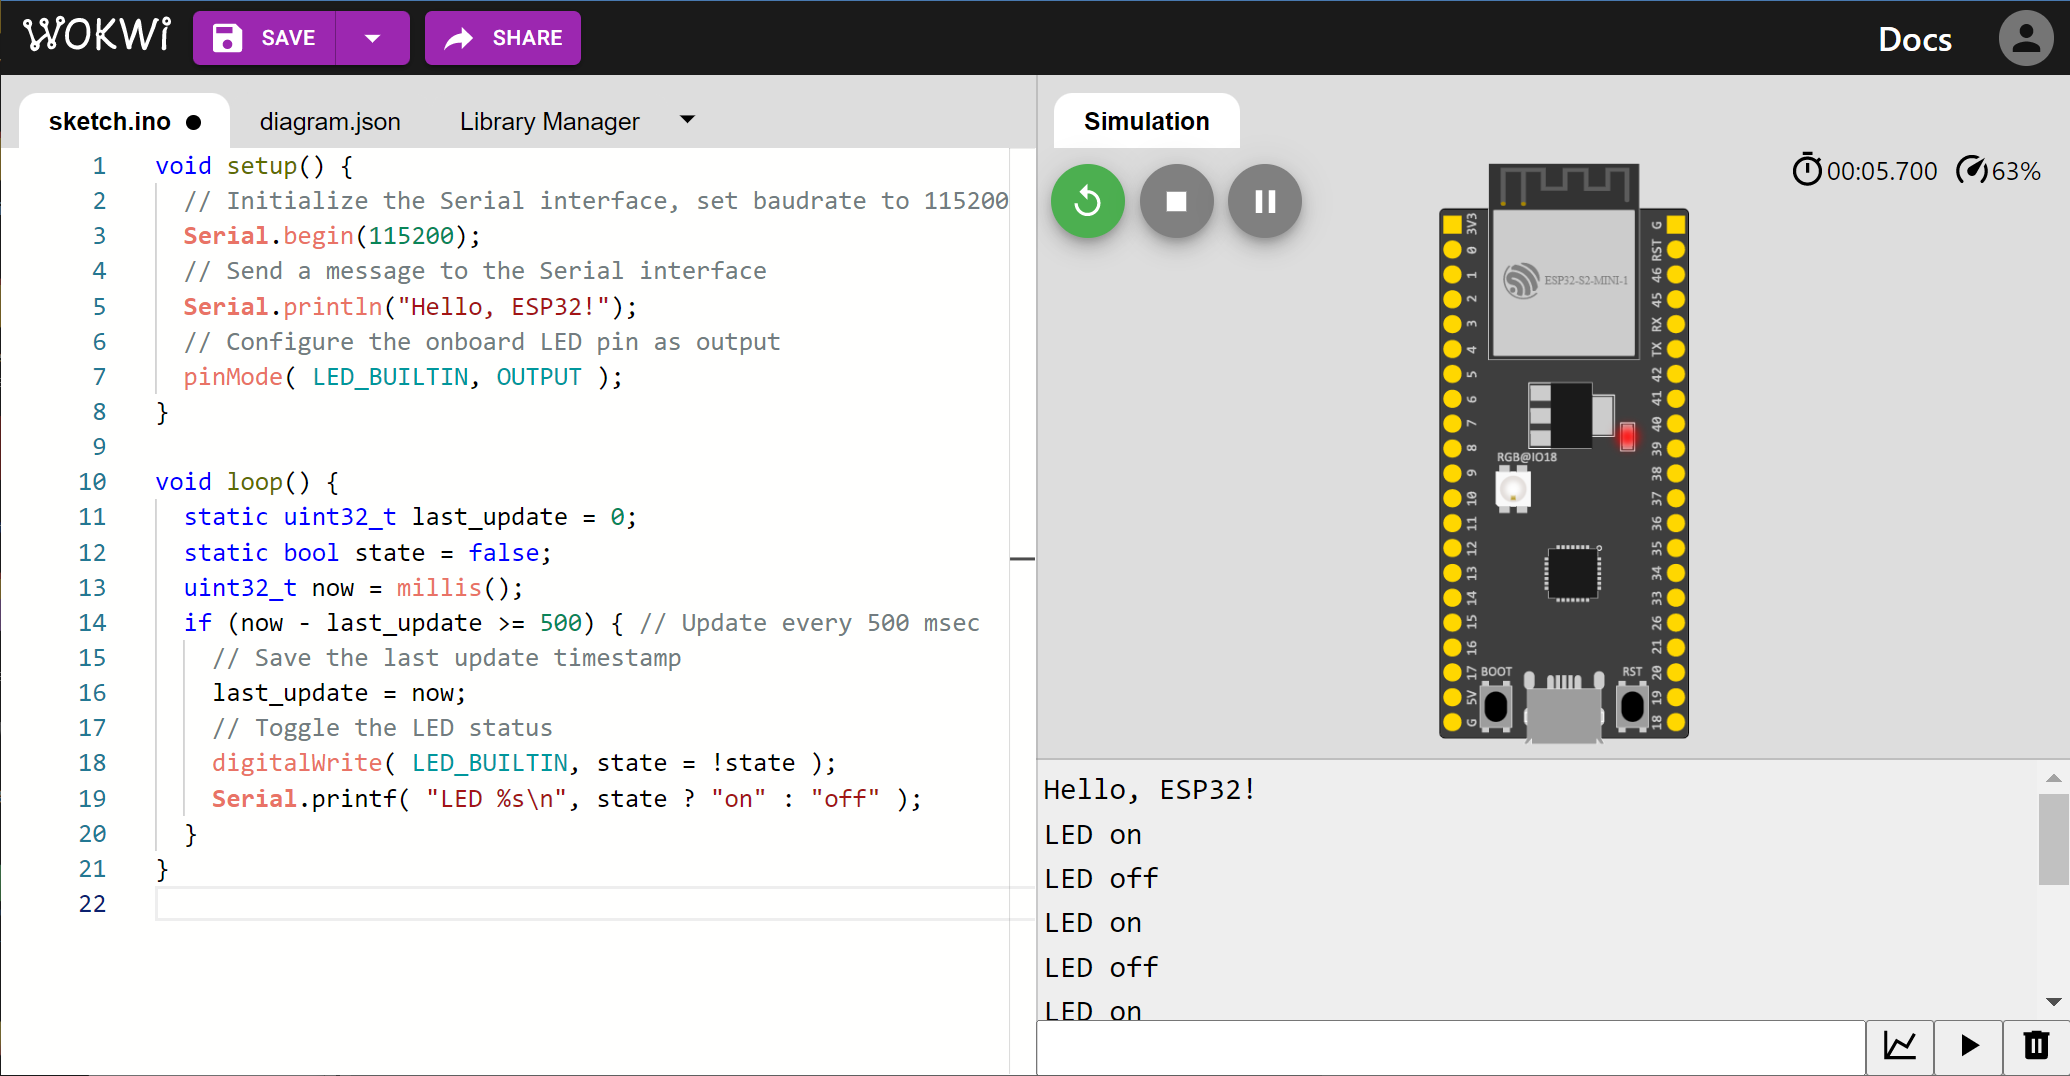 WOKWi SAVE SHARE Docs
sketch.ino diagram.json Library Manager
1 void setup() {
2 // Initialize the Serial interface, set baudrate to 115200
3 Serial.begin(115200);
4 // Send a message to the Serial interface
5 Serial.println("Hello, ESP32!");
6 // Configure the onboard LED pin as output
7 pinMode( LED_BUILTIN, OUTPUT );
8 }
9
10 void loop() {
11 static uint32_t last_update = 0;
12 static bool state = false;
13 uint32_t now = millis();
14 if (now - last_update >= 500) { // Update every 500 msec
15 // Save the last update timestamp
16 last_update = now;
17 // Toggle the LED status
18 digitalWrite( LED_BUILTIN, state = !state );
19 Serial.printf( "LED %s\n", state ? "on" : "off" );
20 }
21 }
22
Simulation
00:05.700 63%
ESP32-S2-MINI-1
3V3 G
0 RST
1 46
2 45
3 RX
4 TX
5 42
6 41
7 40
8 39
RGB@IO18
9 38
10 37
11 36
12 35
13 34
14 33
15 26
16 21
17 BOOT RST 20
5V 19
G 18
Hello, ESP32!
LED on
LED off
LED on
LED off
LED on